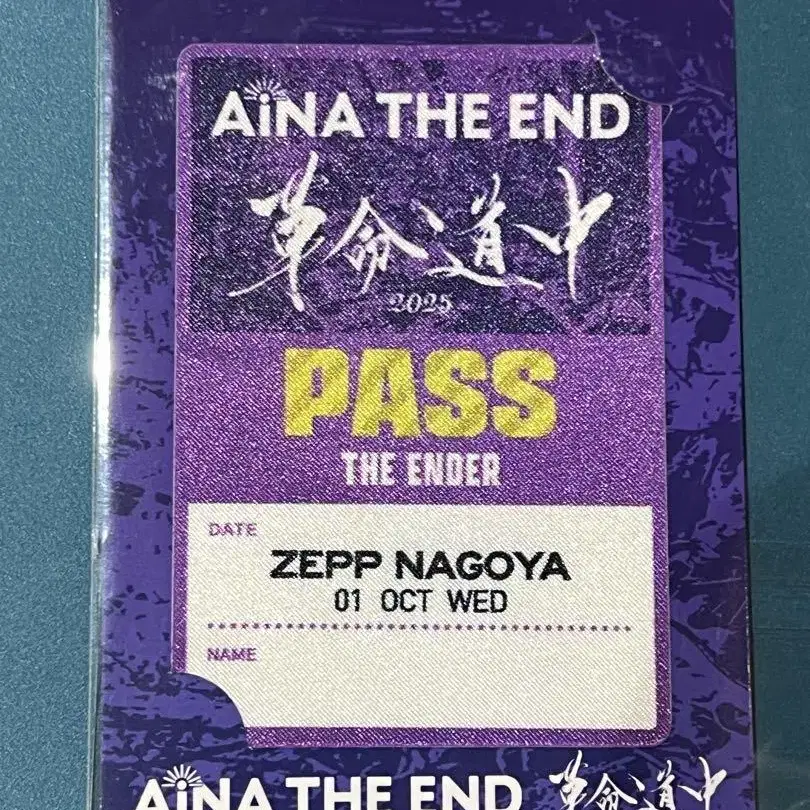 AiNA THE END
革命道中
2025
PASS
THE ENDER
DATE
ZEPP NAGOYA
01 OCT WED
NAME
AiNA THE END 革命道中